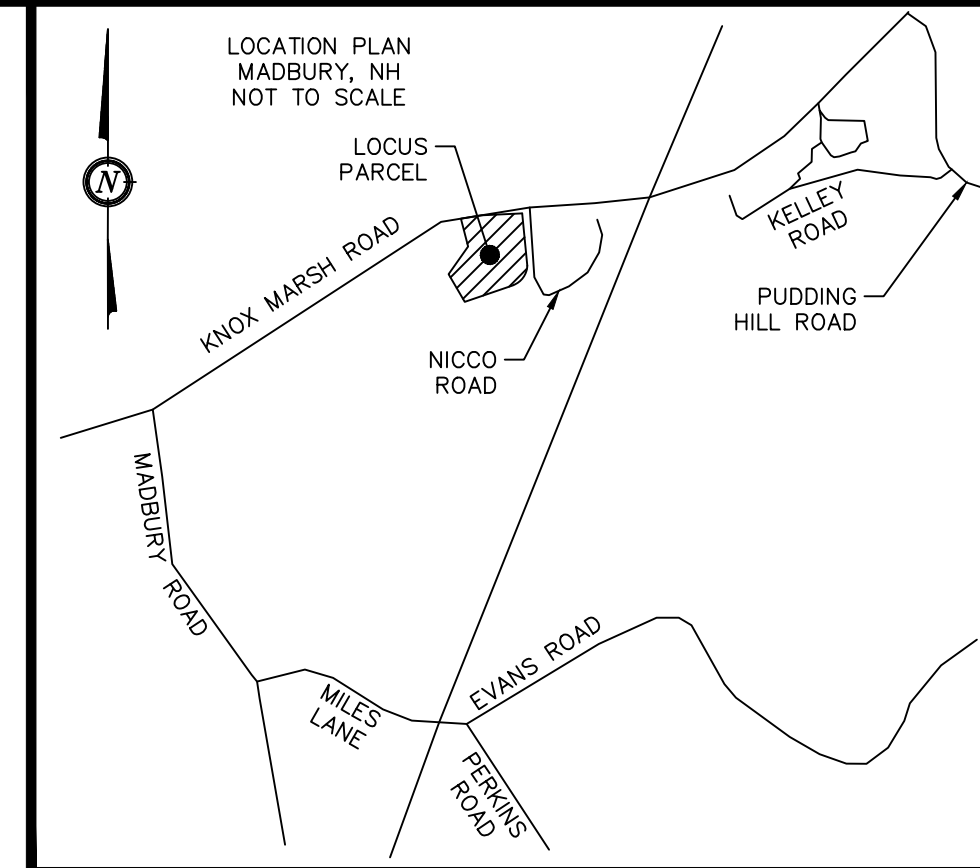 LOCATION PLAN
MADBURY, NH
NOT TO SCALE
LOCUS
PARCEL
N
KNOX MARSH ROAD
KELLEY
ROAD
PUDDING
HILL ROAD
NICCO
ROAD
MADBURY ROAD
EVANS ROAD
MILES
LANE
PERKINS
ROAD